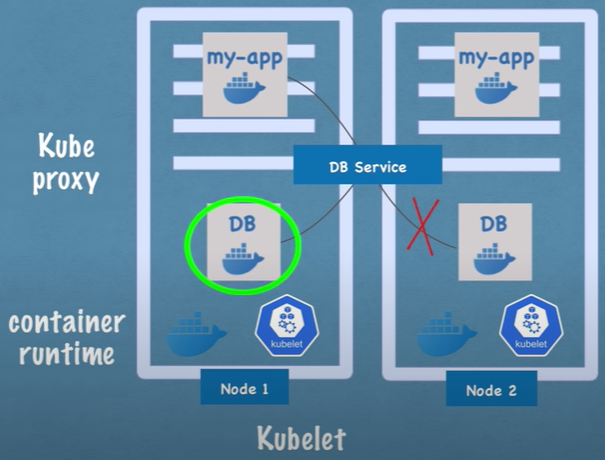 my-app
my-app
Kube
proxy
DB Service
DB
DB
container
runtime
kubelet
kubelet
Node 1
Node 2
Kubelet